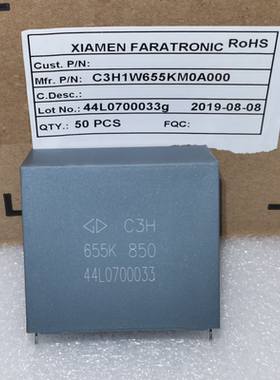 XIAMEN FARATRONIC RoHS
Cust. P/N:
Mfr. P/N: C3H1W655KM0A000
C.Desc.:
Lot No.: 44L0700033g 2019-08-08
QTY.: 50 PCS FQC:
C3H
655K 850
44L0700033